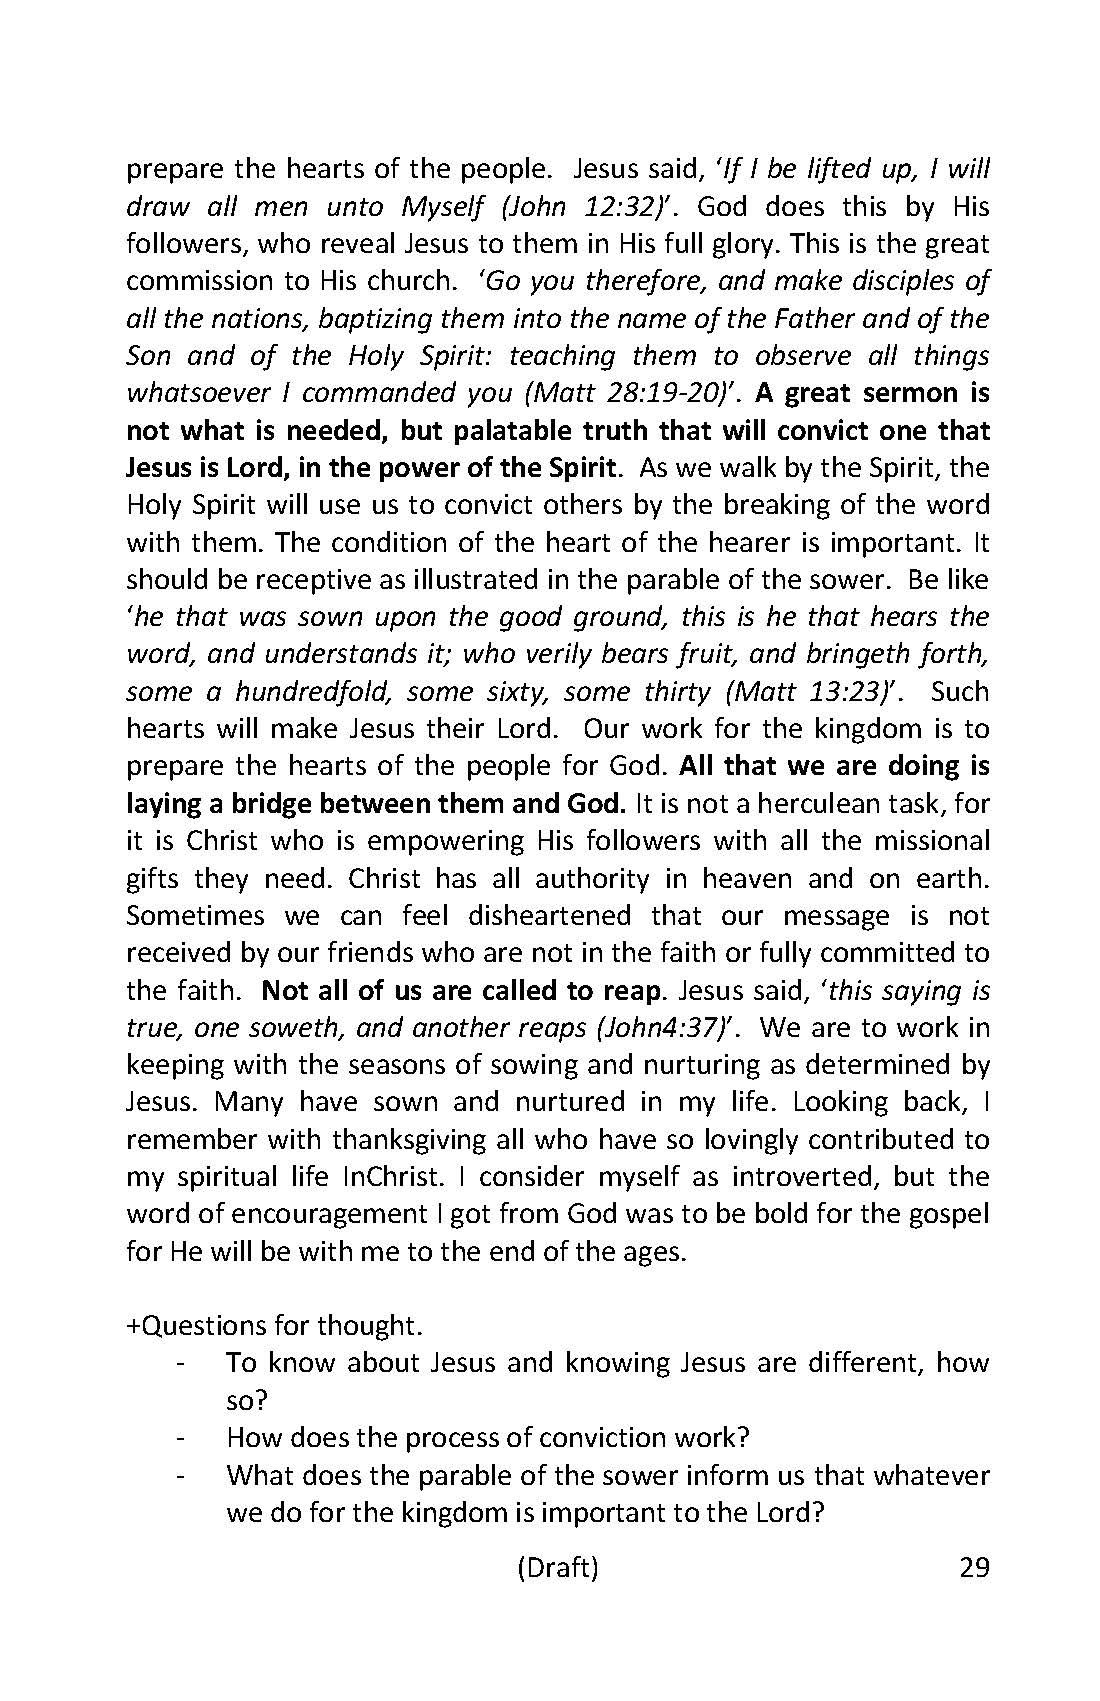 prepare the hearts of the people.  Jesus said, ‘If I be lifted up, I will
draw all men unto Myself (John 12:32)’. God does this by His
followers, who reveal Jesus to them in His full glory. This is the great
commission to His church.  ‘Go you therefore, and make disciples of
all the nations, baptizing them into the name of the Father and of the
Son and of the Holy Spirit: teaching them to observe all things
whatsoever I commanded you (Matt 28:19-20)’. A great sermon is
not what is needed, but palatable truth that will convict one that
Jesus is Lord, in the power of the Spirit.  As we walk by the Spirit, the
Holy Spirit will use us to convict others by the breaking of the word
with them. The condition of the heart of the hearer is important. It
should be receptive as illustrated in the parable of the sower.  Be like
‘he that was sown upon the good ground, this is he that hears the
word, and understands it; who verily bears fruit, and bringeth forth,
some a hundredfold, some sixty, some thirty (Matt 13:23)’.  Such
hearts will make Jesus their Lord.  Our work for the kingdom is to
prepare the hearts of the people for God. All that we are doing is
laying a bridge between them and God. It is not a herculean task, for
it is Christ who is empowering His followers with all the missional
gifts they need. Christ has all authority in heaven and on earth.
Sometimes we can feel disheartened that our message is not
received by our friends who are not in the faith or fully committed to
the faith.  Not all of us are called to reap. Jesus said, ‘this saying is
true, one soweth, and another reaps (John4:37)’.  We are to work in
keeping with the seasons of sowing and nurturing as determined by
Jesus. Many have sown and nurtured in my life. Looking back, I
remember with thanksgiving all who have so lovingly contributed to
my spiritual life InChrist. I consider myself as introverted, but the
word of encouragement I got from God was to be bold for the gospel
for He will be with me to the end of the ages.
+Questions for thought.
- To know about Jesus and knowing Jesus are different, how
so?
- How does the process of conviction work?
- What does the parable of the sower inform us that whatever
we do for the kingdom is important to the Lord?
(Draft) 29